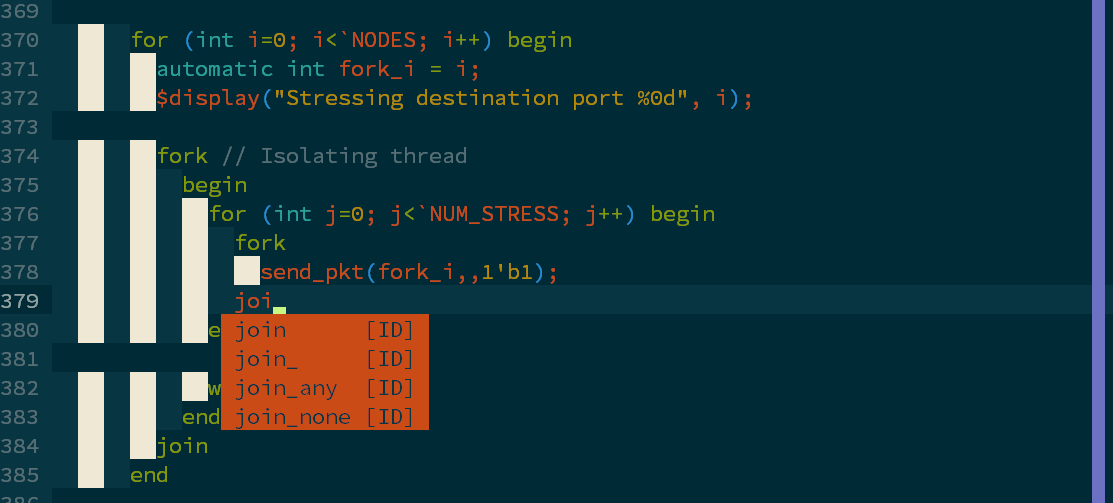 369
370 for (int i=0; i<`NODES; i++) begin
371 automatic int fork_i = i;
372 $display("Stressing destination port %0d", i);
373
374 fork // Isolating thread
375 begin
376 for (int j=0; j<`NUM_STRESS; j++) begin
377 fork
378 send_pkt(fork_i,,1'b1);
379 joi
380 e join [ID]
381 join_ [ID]
382 w join_any [ID]
383 end join_none [ID]
384 join
385 end